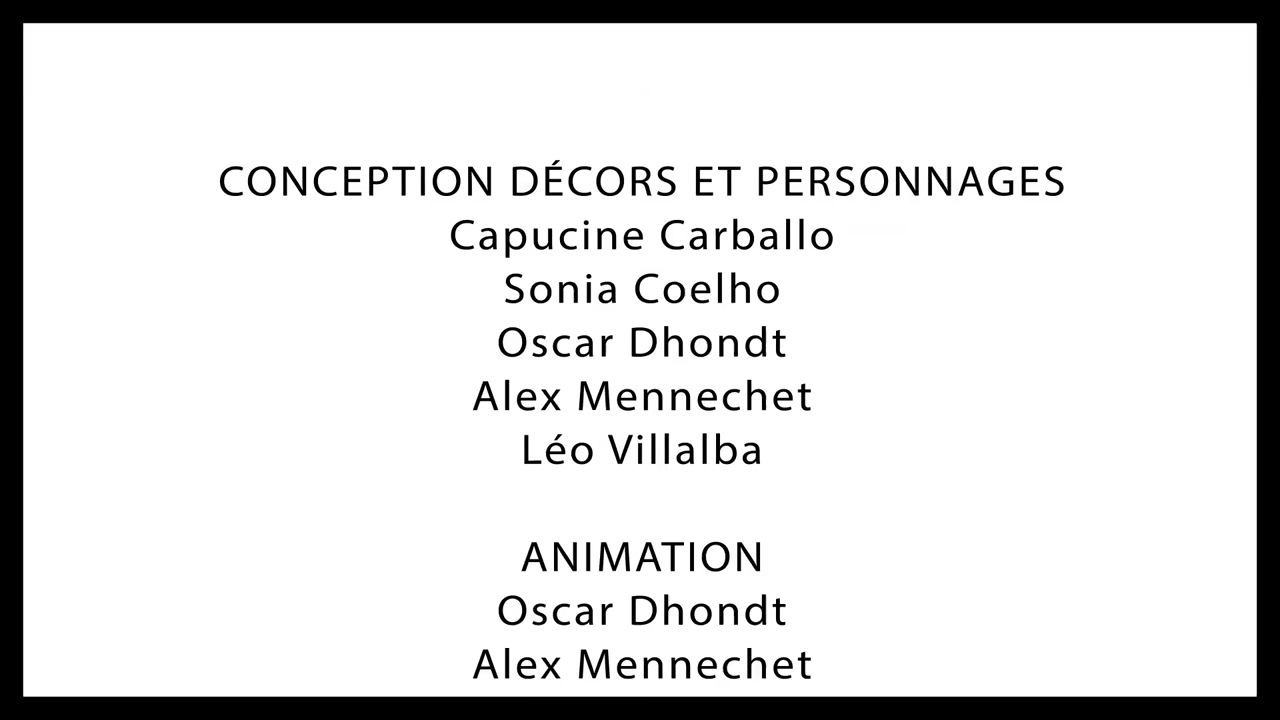 CONCEPTION DÉCORS ET PERSONNAGES
Capucine Carballo
Sonia Coelho
Oscar Dhondt
Alex Mennechet
Léo Villalba
ANIMATION
Oscar Dhondt
Alex Mennechet